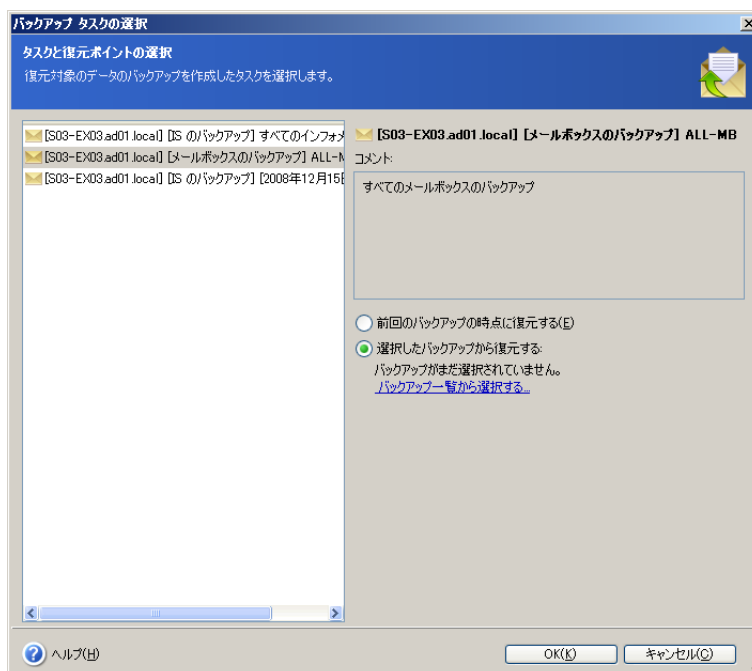 バックアップ タスクの選択
タスクと復元ポイントの選択
復元対象のデータのバックアップを作成したタスクを選択します。
[S03-EX03.ad01.local] [IS のバックアップ] すべてのインフォメ
[S03-EX03.ad01.local] [メールボックスのバックアップ] ALL-M
[S03-EX03.ad01.local] [IS のバックアップ] [2008年12月15日
[S03-EX03.ad01.local] [メールボックスのバックアップ] ALL-MB
コメント:
すべてのメールボックスのバックアップ
前回のバックアップの時点に復元する(E)
選択したバックアップから復元する:
バックアップがまだ選択されていません。
バックアップ一覧から選択する...
ヘルプ(H)
OK(K)
キャンセル(C)